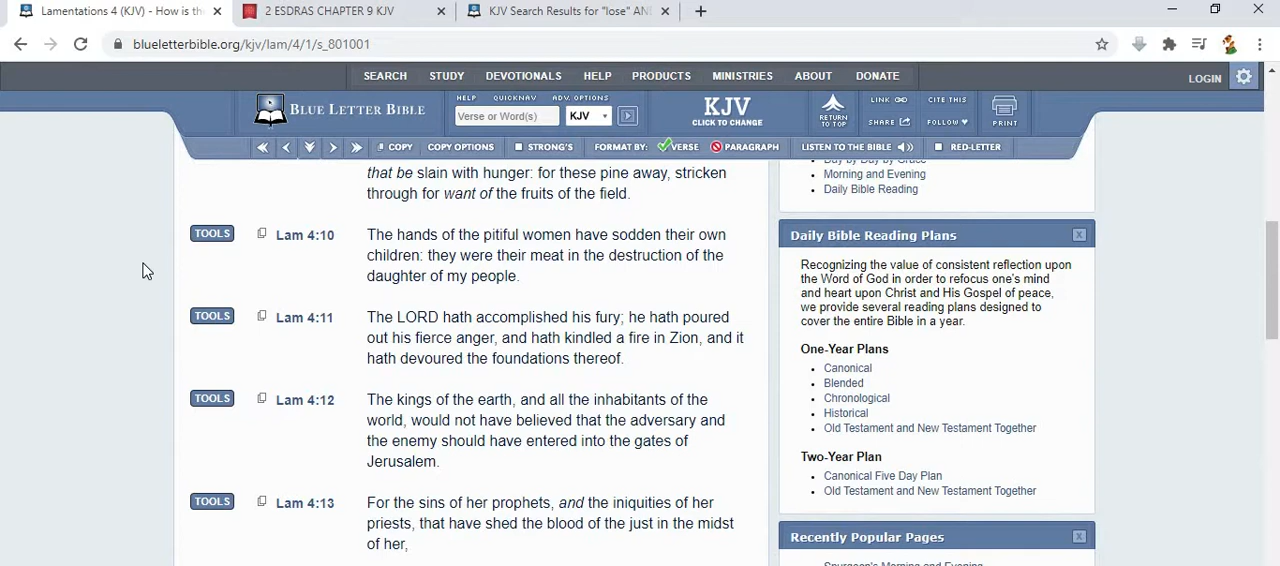 Lamentations 4 (KJV) - How is th
2 ESDRAS CHAPTER 9 KJV
KJV Search Results for "lose" AN
blueletterbible.org/kjv/lam/4/1/s_801001
SEARCH STUDY DEVOTIONALS HELP PRODUCTS MINISTRIES ABOUT DONATE
LOGIN
BLUE LETTER BIBLE
HELP QUICKNAV ADV. OPTIONS
Verse or Word(s) KJV
KJV
CLICK TO CHANGE
RETURN
TO TOP
LINK CITE THIS
SHARE FOLLOW
PRINT
COPY COPY OPTIONS STRONG'S FORMAT BY: VERSE PARAGRAPH LISTEN TO THE BIBLE RED-LETTER
that be slain with hunger: for these pine away, stricken
through for want of the fruits of the field.
TOOLS Lam 4:10 The hands of the pitiful women have sodden their own
children: they were their meat in the destruction of the
daughter of my people.
TOOLS Lam 4:11 The LORD hath accomplished his fury; he hath poured
out his fierce anger, and hath kindled a fire in Zion, and it
hath devoured the foundations thereof.
TOOLS Lam 4:12 The kings of the earth, and all the inhabitants of the
world, would not have believed that the adversary and
the enemy should have entered into the gates of
Jerusalem.
TOOLS Lam 4:13 For the sins of her prophets, and the iniquities of her
priests, that have shed the blood of the just in the midst
of her,
Day by Day by Grace
Morning and Evening
Daily Bible Reading
Daily Bible Reading Plans X
Recognizing the value of consistent reflection upon
the Word of God in order to refocus one's mind
and heart upon Christ and His Gospel of peace,
we provide several reading plans designed to
cover the entire Bible in a year.
One-Year Plans
Canonical
Blended
Chronological
Historical
Old Testament and New Testament Together
Two-Year Plan
Canonical Five Day Plan
Old Testament and New Testament Together
Recently Popular Pages X
Spurgeon's Morning and Evening